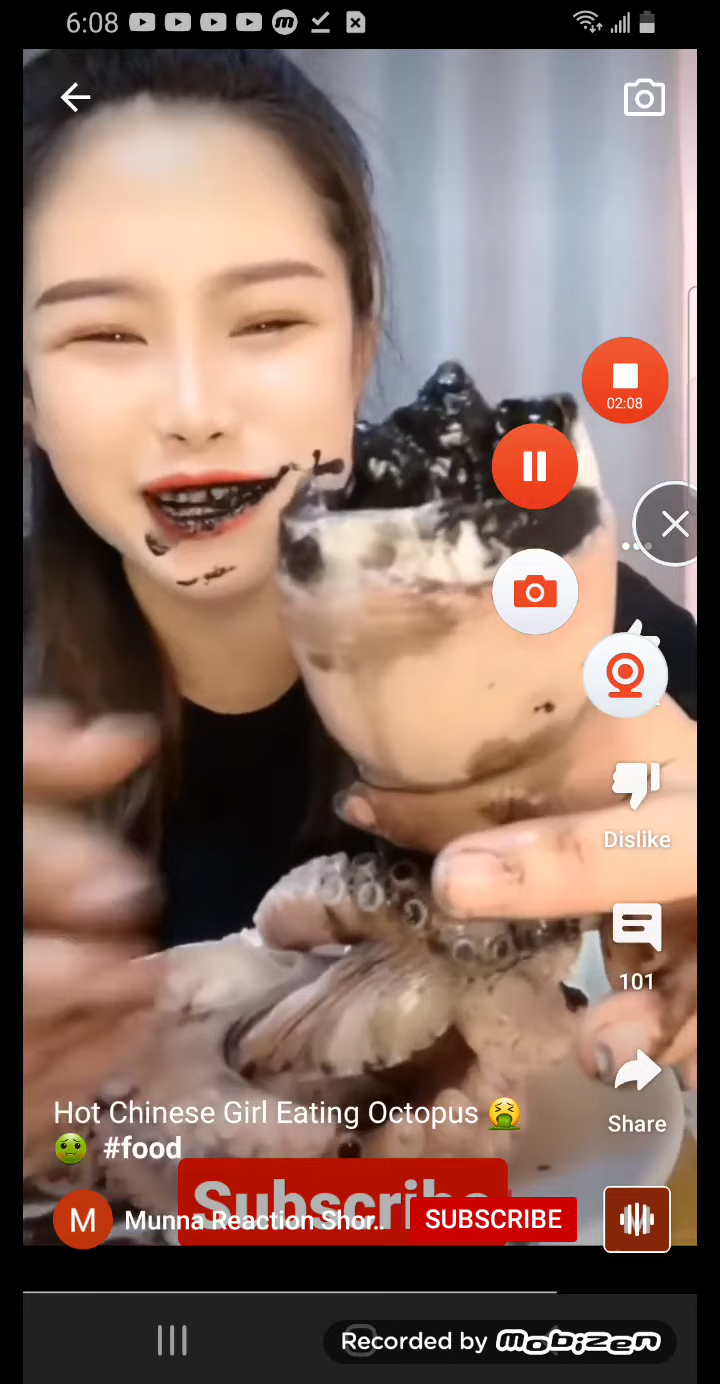 6:08
02:08
Dislike
101
Share
Hot Chinese Girl Eating Octopus 🤮
🤢 #food
Subscribe
M Munna Reaction Shor.. SUBSCRIBE
Recorded by Mobizen